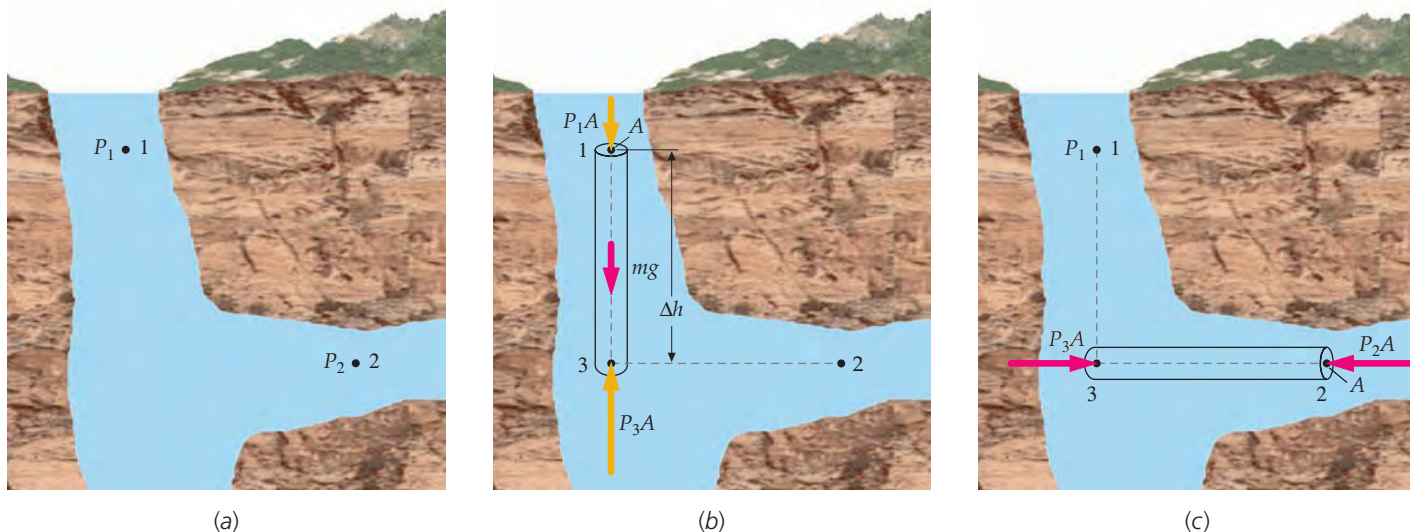 P1 1
P2 2
(a)
P1A A
1
mg
Δh
3 2
P3A
(b)
P1 1
P3A P2A
3 2 A
(c)